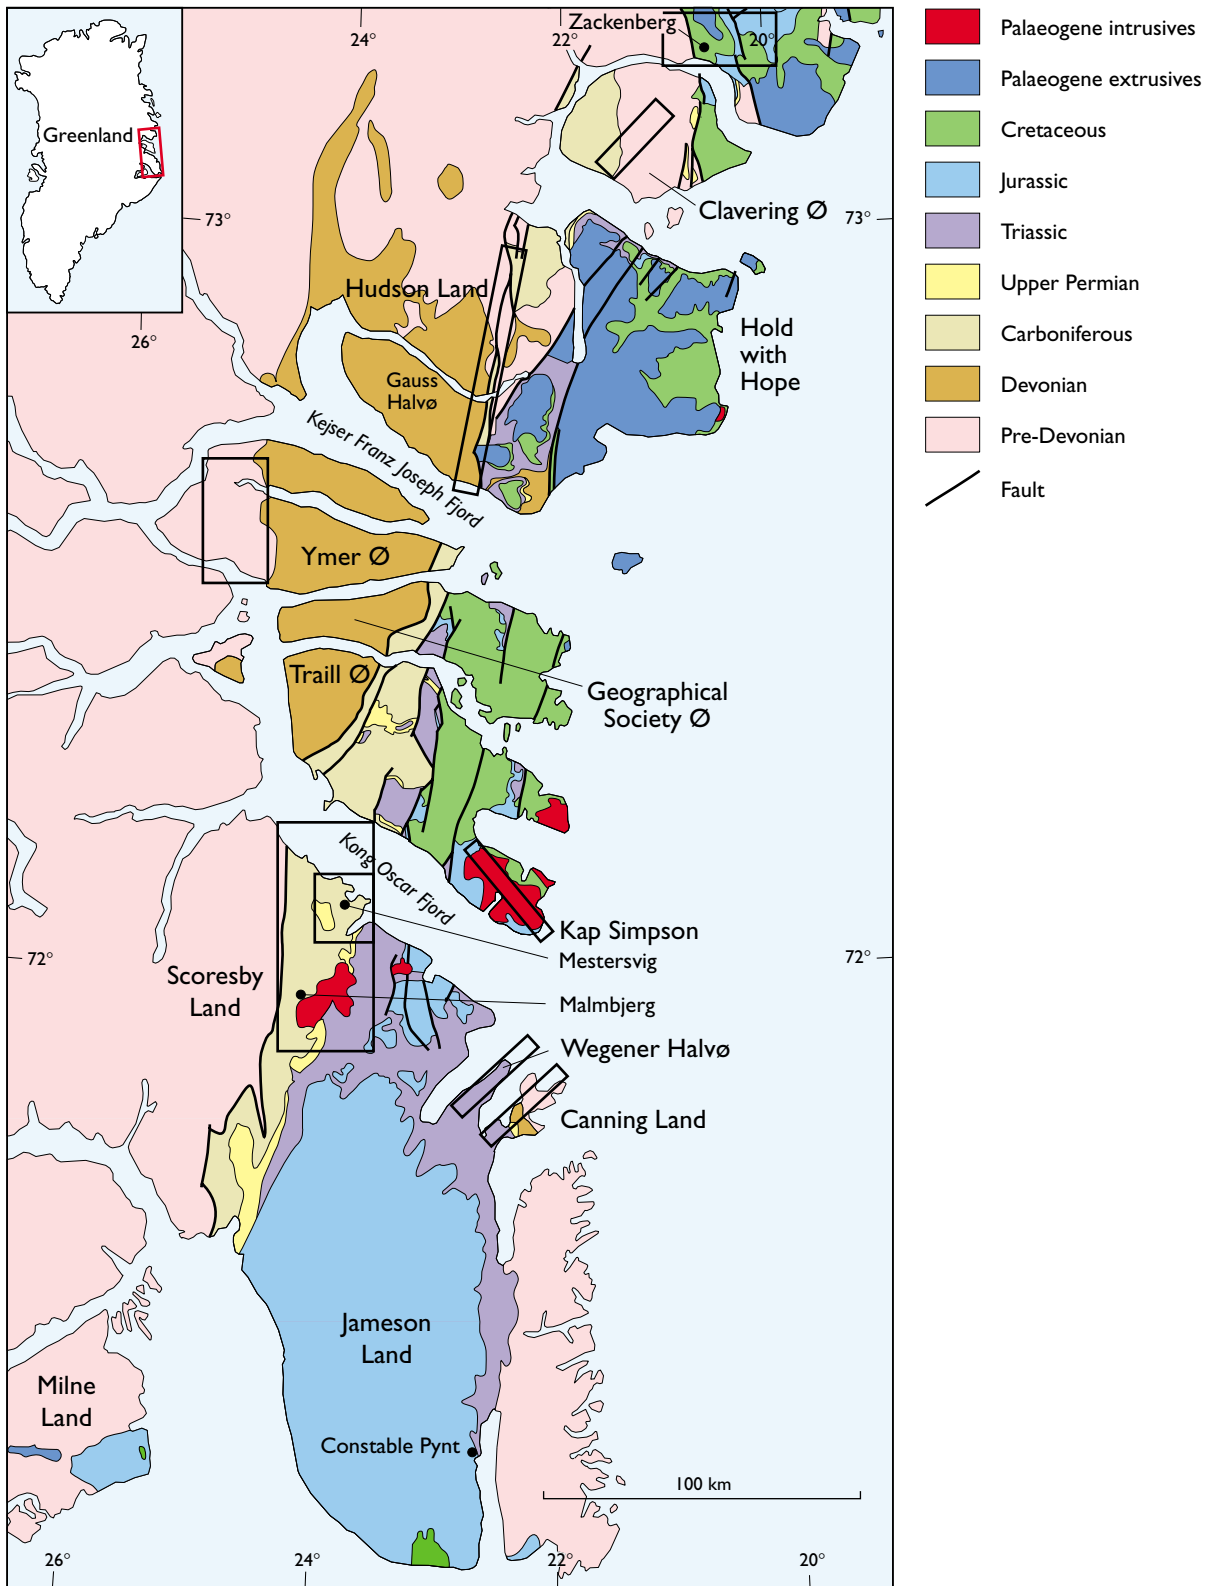 Zackenberg
24°
22°
20°
Greenland
73°
73°
Clavering Ø
26°
Hudson Land
Hold
with
Hope
Gauss
Halvø
Kejser Franz Joseph Fjord
Ymer Ø
Traill Ø
Geographical
Society Ø
Kong Oscar Fjord
Kap Simpson
Mestersvig
72°
72°
Scoresby
Land
Malmbjerg
Wegener Halvø
Canning Land
Jameson
Land
Milne
Land
Constable Pynt
100 km
26°
24°
22°
20°
Palaeogene intrusives
Palaeogene extrusives
Cretaceous
Jurassic
Triassic
Upper Permian
Carboniferous
Devonian
Pre-Devonian
Fault